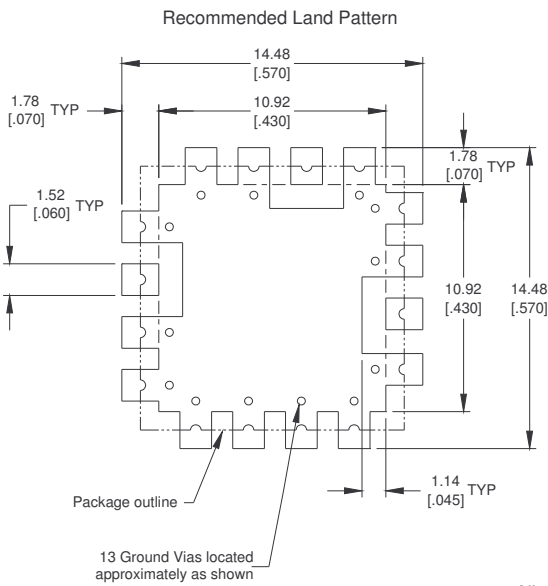 Recommended Land Pattern
14.48
[.570]
1.78
[.070]
TYP
10.92
[.430]
1.78
[.070]
TYP
1.52
[.060]
TYP
10.92
[.430]
14.48
[.570]
1.14
[.045]
TYP
Package outline
13 Ground Vias located
approximately as shown